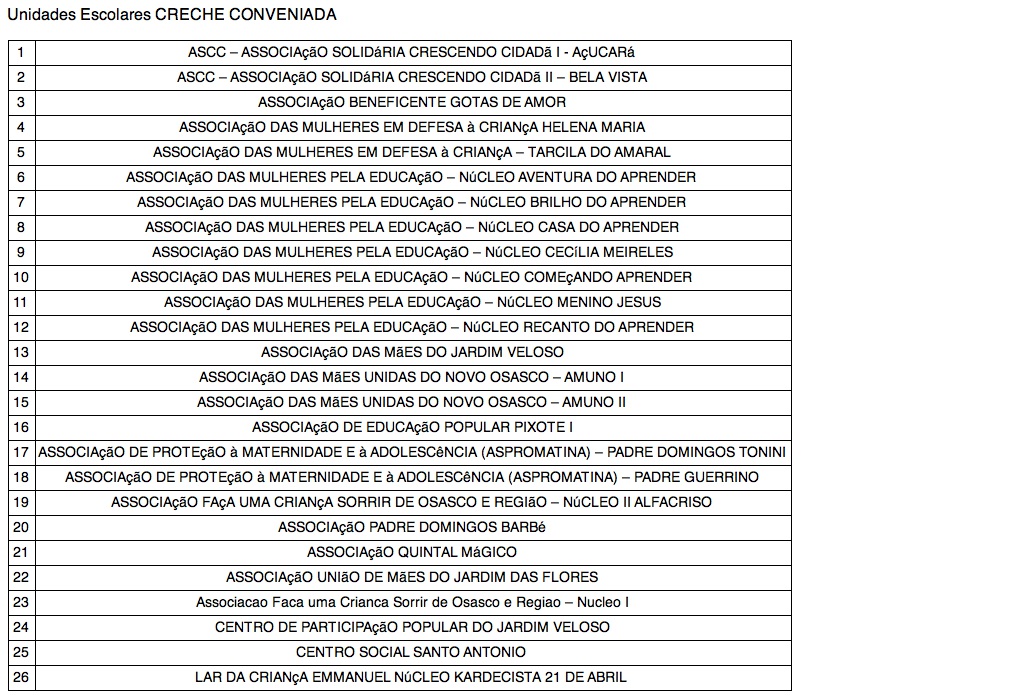 Unidades Escolares CRECHE CONVENIADA
1 ASCC – ASSOCIAçãO SOLIDáRIA CRESCENDO CIDADã I - AçUCARá
2 ASCC – ASSOCIAçãO SOLIDáRIA CRESCENDO CIDADã II – BELA VISTA
3 ASSOCIAçãO BENEFICENTE GOTAS DE AMOR
4 ASSOCIAçãO DAS MULHERES EM DEFESA à CRIANçA HELENA MARIA
5 ASSOCIAçãO DAS MULHERES EM DEFESA à CRIANçA – TARCILA DO AMARAL
6 ASSOCIAçãO DAS MULHERES PELA EDUCAçãO – NúCLEO AVENTURA DO APRENDER
7 ASSOCIAçãO DAS MULHERES PELA EDUCAçãO – NúCLEO BRILHO DO APRENDER
8 ASSOCIAçãO DAS MULHERES PELA EDUCAçãO – NúCLEO CASA DO APRENDER
9 ASSOCIAçãO DAS MULHERES PELA EDUCAçãO – NúCLEO CECíLIA MEIRELES
10 ASSOCIAçãO DAS MULHERES PELA EDUCAçãO – NúCLEO COMEçANDO APRENDER
11 ASSOCIAçãO DAS MULHERES PELA EDUCAçãO – NúCLEO MENINO JESUS
12 ASSOCIAçãO DAS MULHERES PELA EDUCAçãO – NúCLEO RECANTO DO APRENDER
13 ASSOCIAçãO DAS MãES DO JARDIM VELOSO
14 ASSOCIAçãO DAS MãES UNIDAS DO NOVO OSASCO – AMUNO I
15 ASSOCIAçãO DAS MãES UNIDAS DO NOVO OSASCO – AMUNO II
16 ASSOCIAçãO DE EDUCAçãO POPULAR PIXOTE I
17 ASSOCIAçãO DE PROTEçãO à MATERNIDADE E à ADOLESCêNCIA (ASPROMATINA) – PADRE DOMINGOS TONINI
18 ASSOCIAçãO DE PROTEçãO à MATERNIDADE E à ADOLESCêNCIA (ASPROMATINA) – PADRE GUERRINO
19 ASSOCIAçãO FAçA UMA CRIANçA SORRIR DE OSASCO E REGIãO – NúCLEO II ALFACRISO
20 ASSOCIAçãO PADRE DOMINGOS BARBé
21 ASSOCIAçãO QUINTAL MáGICO
22 ASSOCIAçãO UNIãO DE MãES DO JARDIM DAS FLORES
23 Associacao Faca uma Crianca Sorrir de Osasco e Regiao – Nucleo I
24 CENTRO DE PARTICIPAçãO POPULAR DO JARDIM VELOSO
25 CENTRO SOCIAL SANTO ANTONIO
26 LAR DA CRIANçA EMMANUEL NúCLEO KARDECISTA 21 DE ABRIL